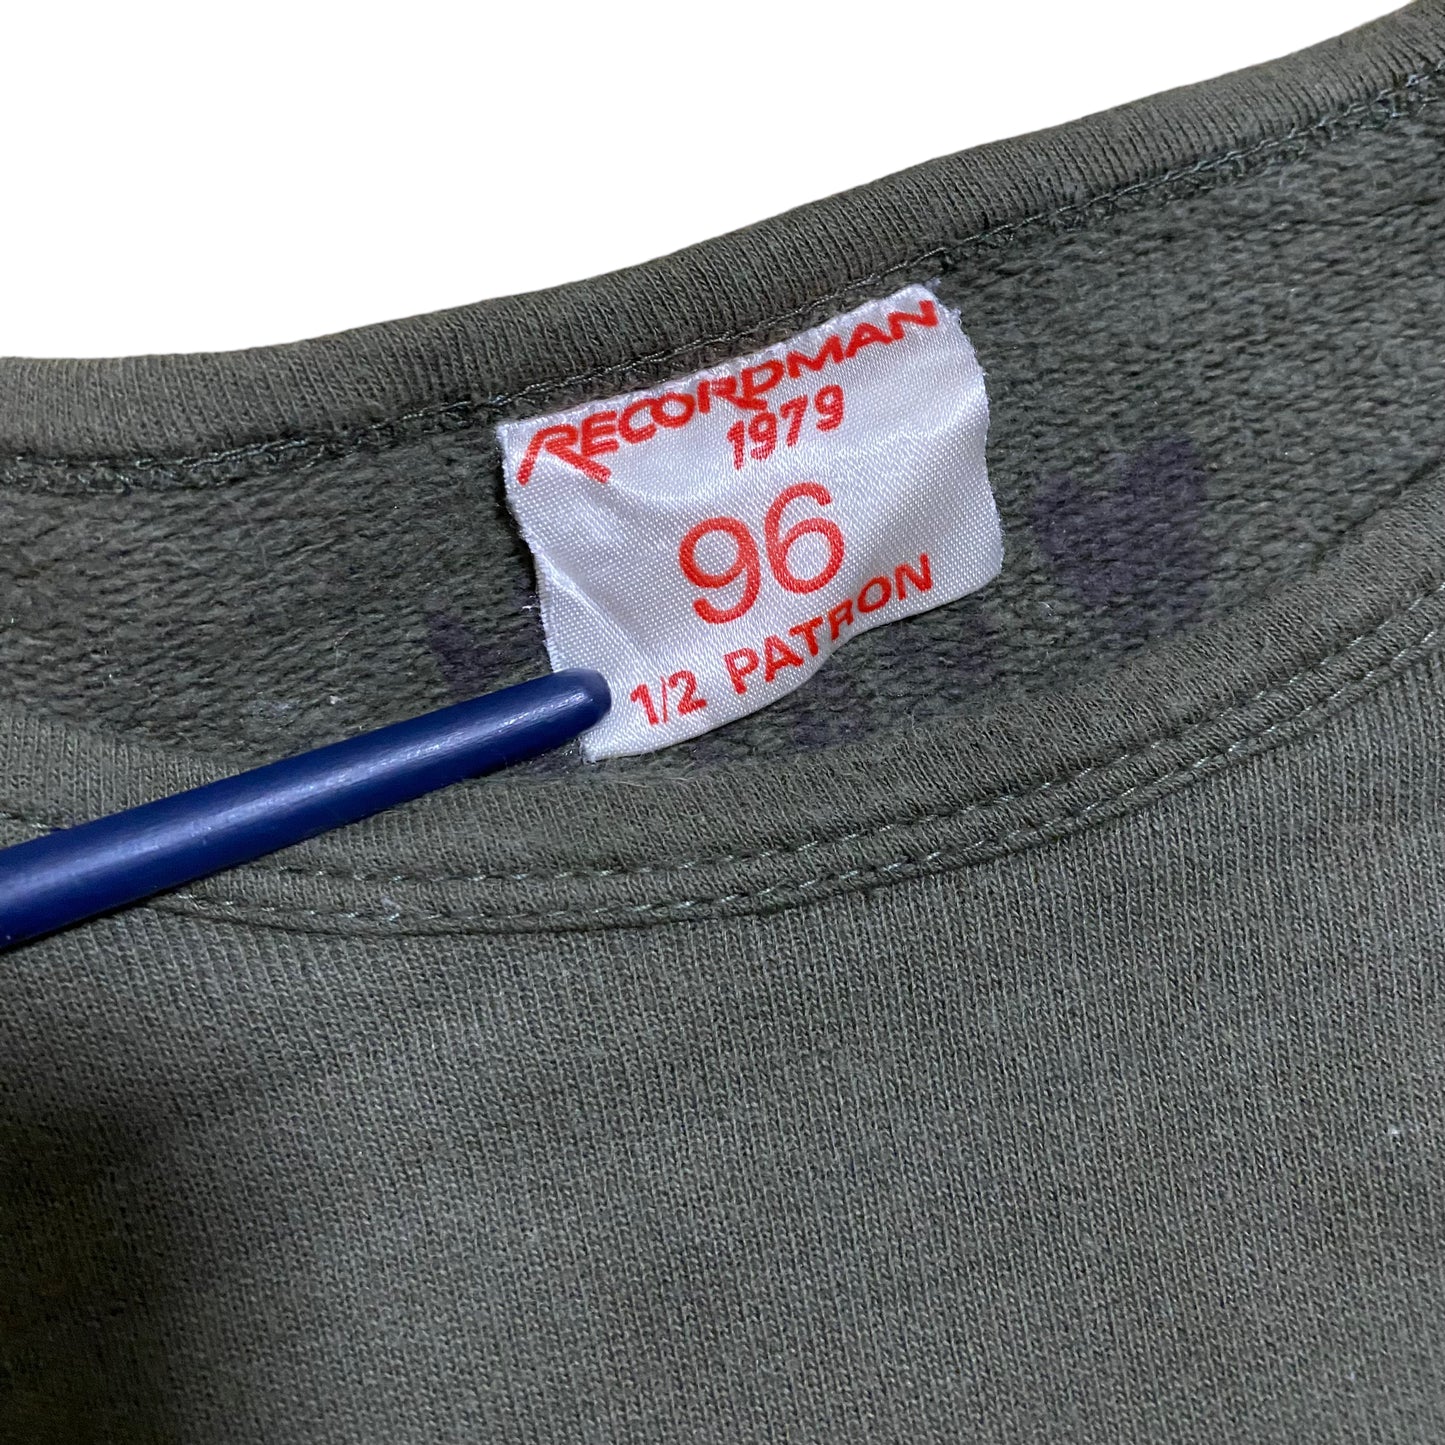 RECORDMAN
1979
96
1/2 PATRON